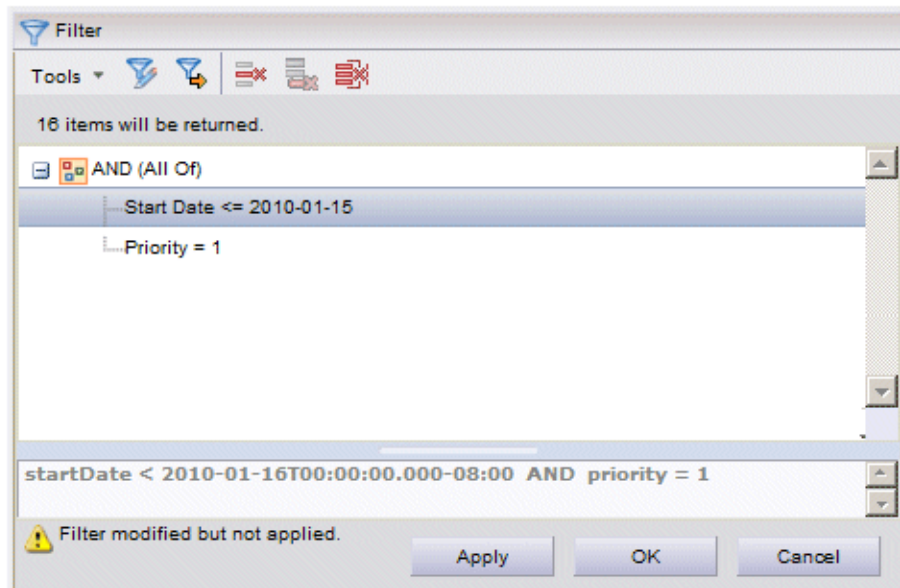 Filter
Tools
16 items will be returned.
AND (All Of)
Start Date <= 2010-01-15
Priority = 1
startDate < 2010-01-16T00:00:00.000-08:00 AND priority = 1
Filter modified but not applied.
Apply OK Cancel